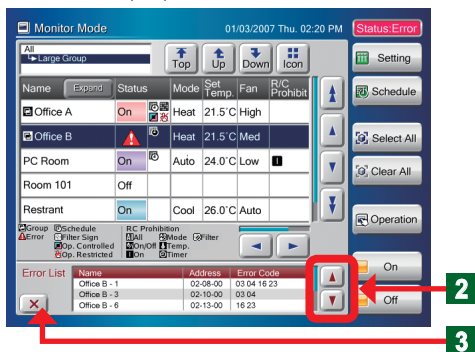 Monitor Mode 01/03/2007 Thu. 02:20 PM Status:Error
All
Large Group
Top Up Down Icon
Setting
Name Expand Status Mode Set Temp. Fan R/C Prohibit
Schedule
Office A On Heat 21.5°C High
Office B Heat 21.5°C Med
Select All
PC Room On Auto 24.0°C Low
Clear All
Room 101 Off
Restrant On Cool 26.0°C Auto
Operation
Group Schedule RC Prohibition
Error Filter Sign All Mode Filter
Op. Controlled On/Off Temp.
Op. Restricted On Timer
Error List
Name Address Error Code
Office B - 1 02-08-00 03 04 16 23
Office B - 3 02-10-00 03 04
Office B - 6 02-13-00 16 23
On
Off
2
3